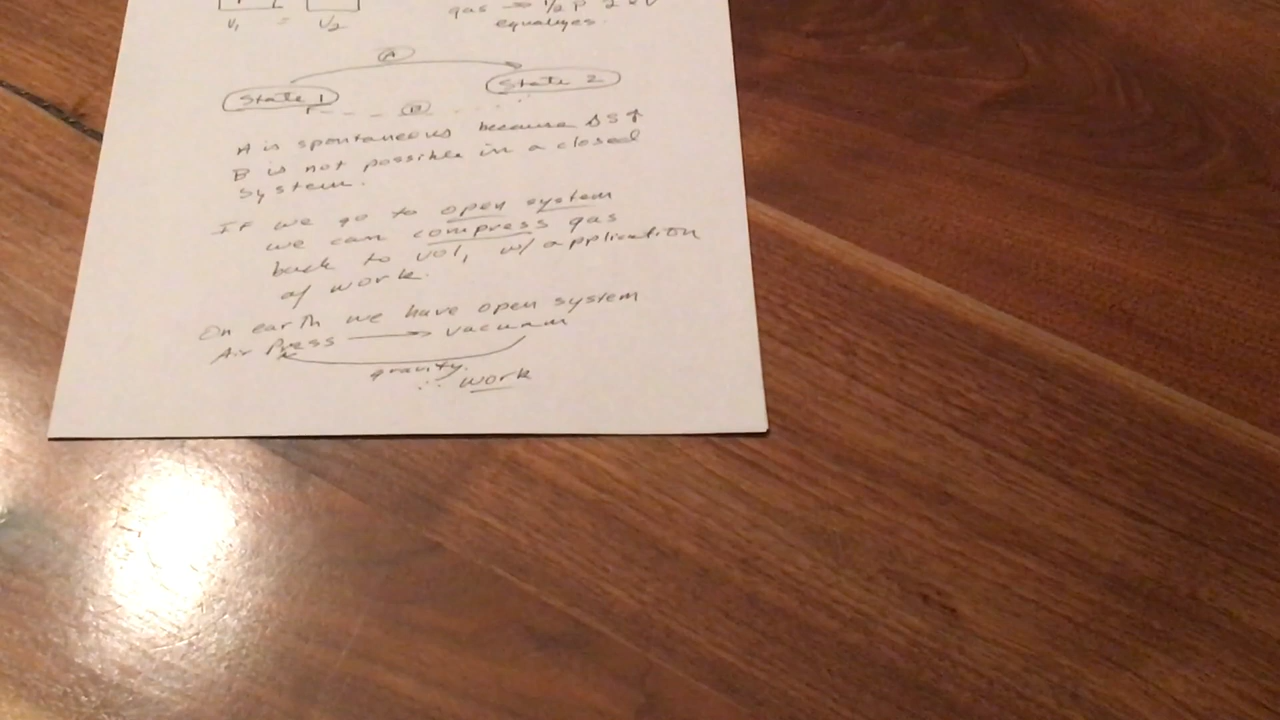 V₁ = V₂
gas → 1/2 P 2 × V
equalizes.
A
State 1 State 2
B
A is spontaneous because ΔS↑
B is not possible in a closed
system.
If we go to open system
we can compress gas
back to vol, w/ application
of work.
On earth we have open system
Air Press → vacuum
gravity.
∴ work